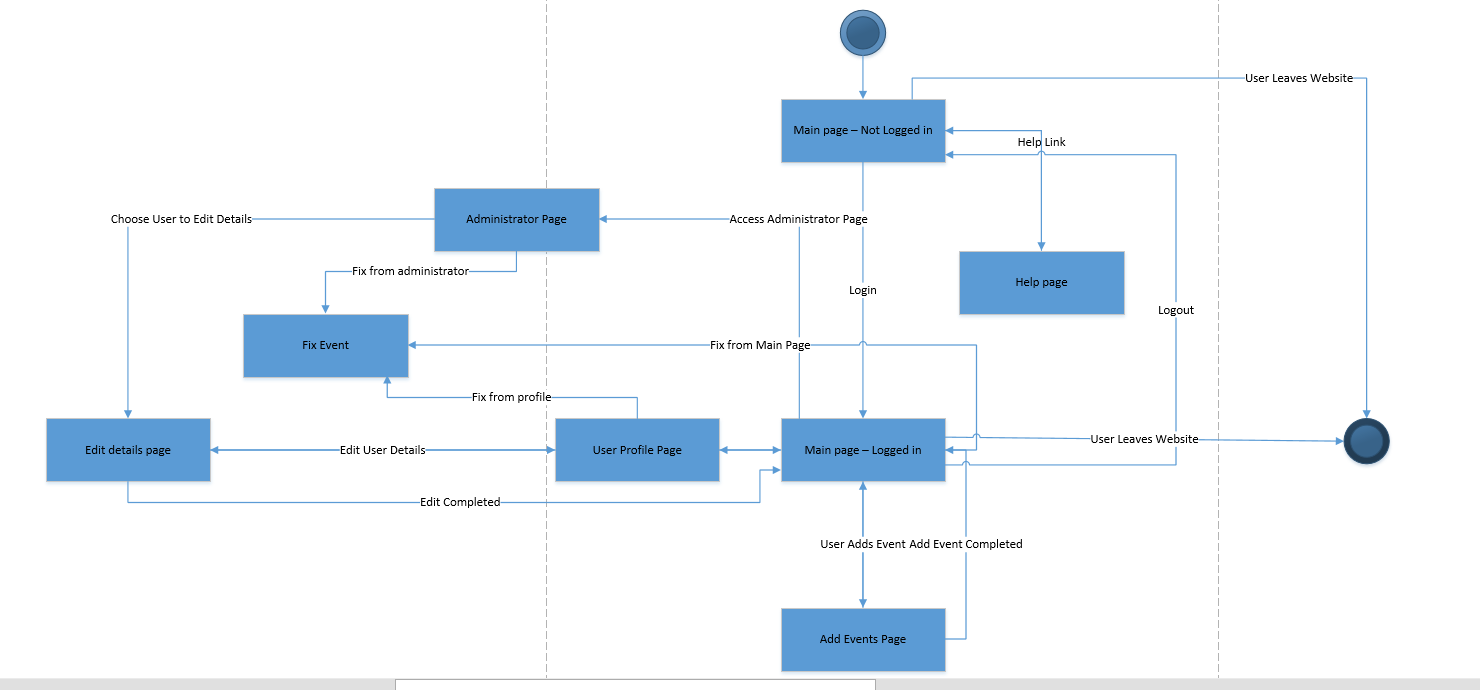 User Leaves Website
Main page – Not Logged in
Help Link
Choose User to Edit Details
Administrator Page
Access Administrator Page
Fix from administrator
Help page
Login
Logout
Fix Event
Fix from Main Page
Fix from profile
User Leaves Website
Edit details page
Edit User Details
User Profile Page
Main page – Logged in
Edit Completed
User Adds Event
Add Event Completed
Add Events Page